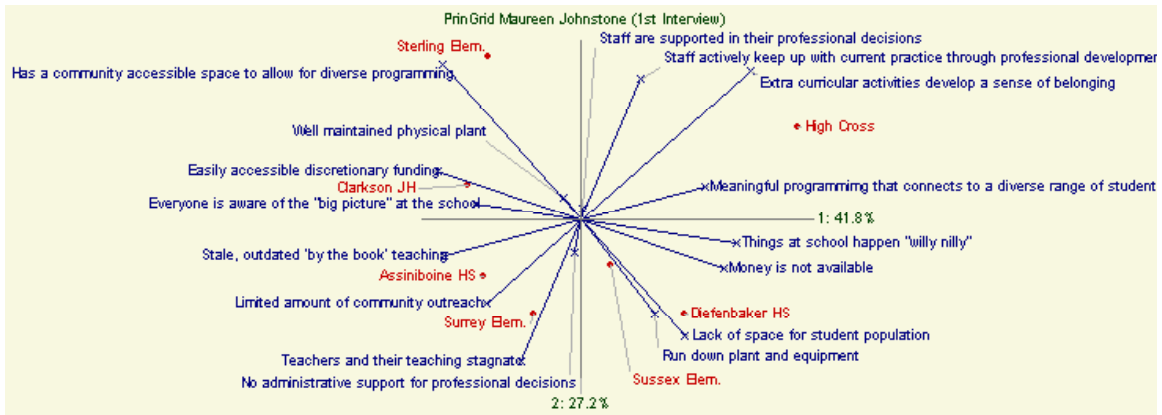 PrinGrid Maureen Johnstone (1st Interview)
Staff are supported in their professional decisions
Sterling Elem.
Staff actively keep up with current practice through professional developmen
Has a community accessible space to allow for diverse programming
Extra curricular activities develop a sense of belonging
High Cross
Well maintained physical plant
Easily accessible discretionary funding
Clarkson JH
Meaningful programming that connects to a diverse range of student
Everyone is aware of the "big picture" at the school
1: 41.8%
Things at school happen "willy nilly"
Stale, outdated 'by the book' teaching
Money is not available
Assiniboine HS
Limited amount of community outreach
Surrey Elem.
Diefenbaker HS
Lack of space for student population
Run down plant and equipment
Teachers and their teaching stagnate
No administrative support for professional decisions
Sussex Elem.
2: 27.2%